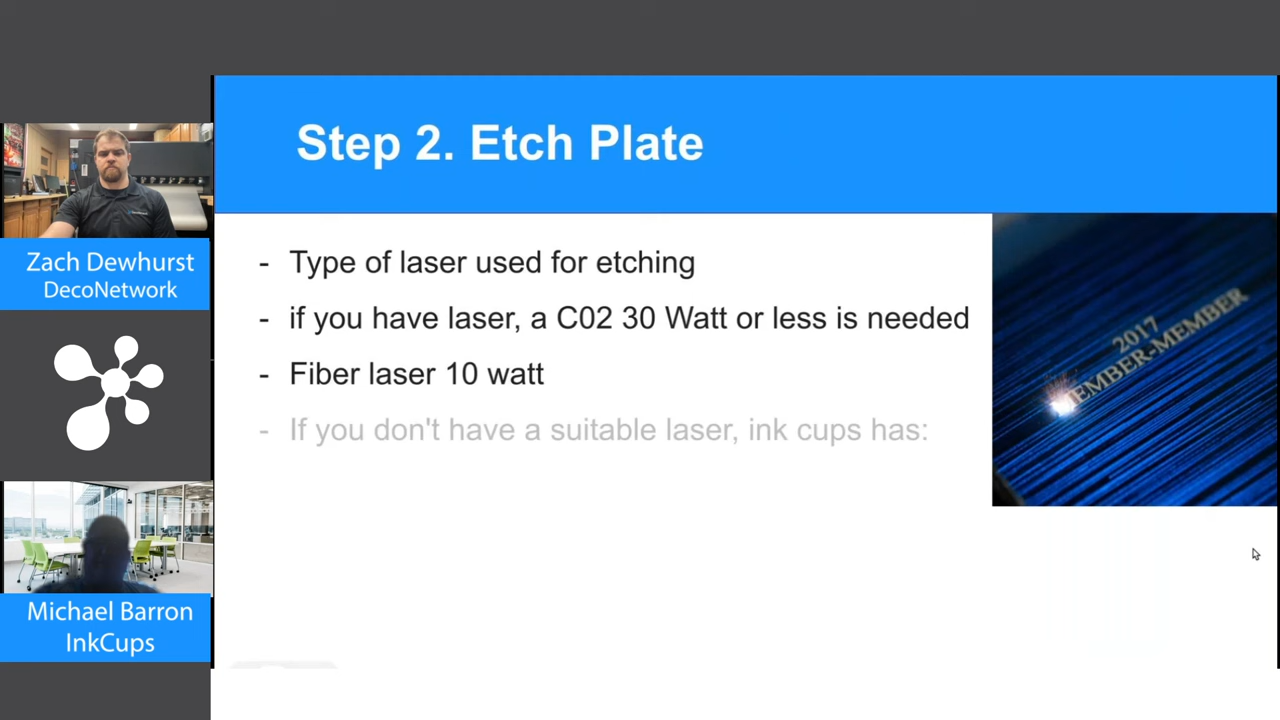 Step 2. Etch Plate
- Type of laser used for etching
- if you have laser, a C02 30 Watt or less is needed
- Fiber laser 10 watt
- If you don't have a suitable laser, ink cups has:
2017
EMBER-MEMBER
Zach Dewhurst
DecoNetwork
Michael Barron
InkCups